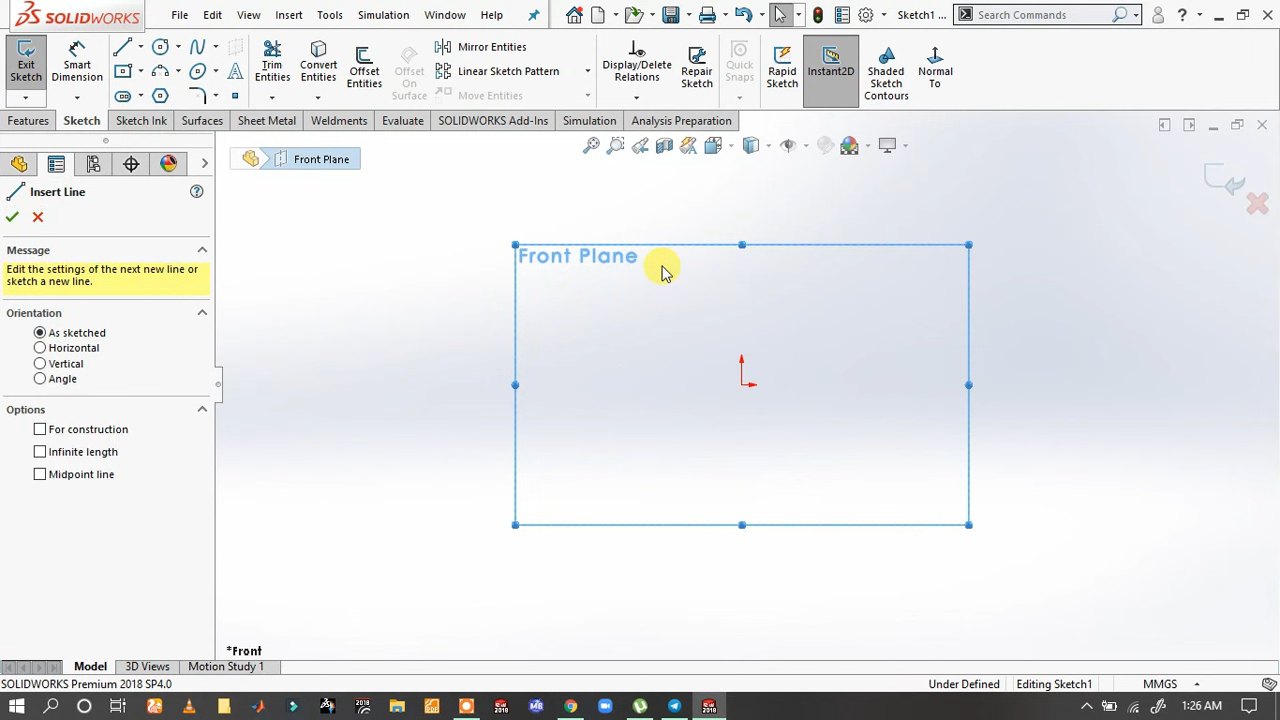 SOLIDWORKS File Edit View Insert Tools Simulation Window Help Sketch1 ... Search Commands ?
Exit Sketch
Smart Dimension
Trim Entities
Convert Entities
Offset Entities
Offset On Surface
Mirror Entities
Linear Sketch Pattern
Move Entities
Display/Delete Relations
Repair Sketch
Quick Snaps
Rapid Sketch
Instant2D
Shaded Sketch Contours
Normal To
Features Sketch Sketch Ink Surfaces Sheet Metal Weldments Evaluate SOLIDWORKS Add-Ins Simulation Analysis Preparation
Front Plane
Insert Line
Message
Edit the settings of the next new line or
sketch a new line.
Orientation
As sketched
Horizontal
Vertical
Angle
Options
For construction
Infinite length
Midpoint line
Front Plane
*Front
Model 3D Views Motion Study 1
SOLIDWORKS Premium 2018 SP4.0 Under Defined Editing Sketch1 MMGS
1:26 AM